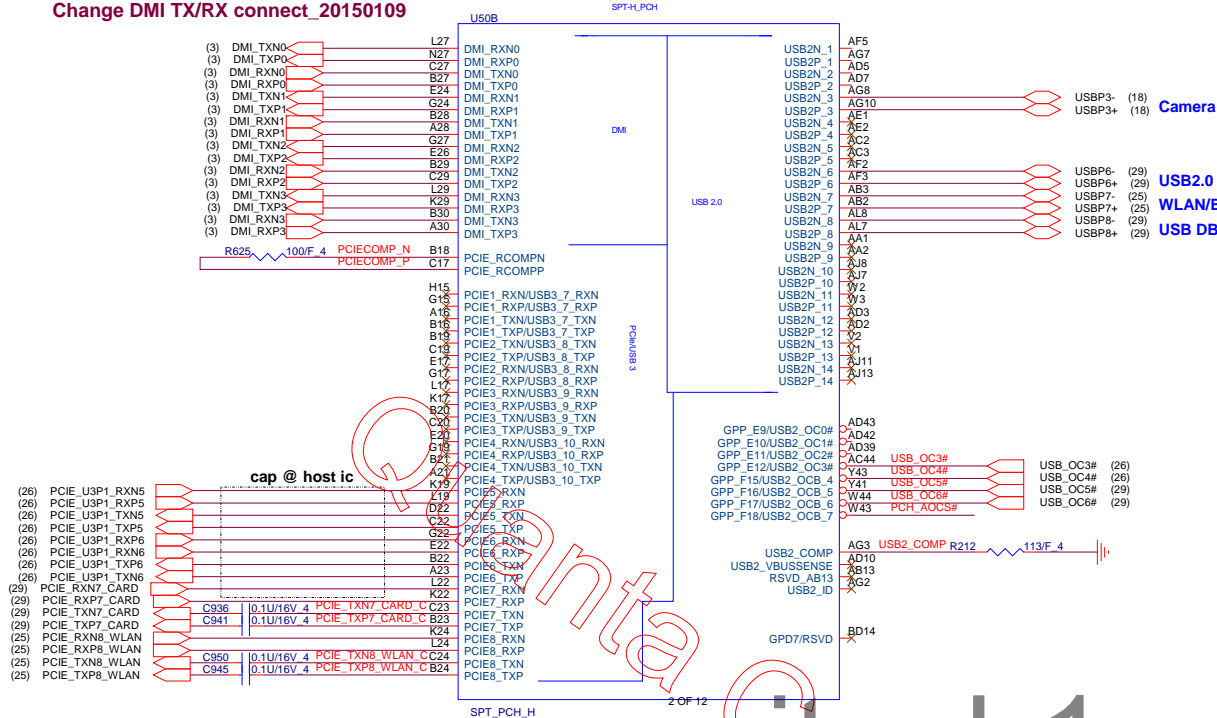 Change DMI TX/RX connect_20150109
U50B
SPT-H_PCH
(3) DMI_TXN0 L27 DMI_RXN0
(3) DMI_TXP0 N27 DMI_RXP0
(3) DMI_RXN0 C27 DMI_TXN0
(3) DMI_RXP0 B27 DMI_TXP0
(3) DMI_TXN1 E24 DMI_RXN1
(3) DMI_TXP1 G24 DMI_RXP1
(3) DMI_RXN1 B28 DMI_TXN1
(3) DMI_RXP1 A28 DMI_TXP1
(3) DMI_TXN2 G27 DMI_RXN2
(3) DMI_TXP2 E26 DMI_RXP2
(3) DMI_RXN2 B29 DMI_TXN2
(3) DMI_RXP2 C29 DMI_TXP2
(3) DMI_TXN3 L29 DMI_RXN3
(3) DMI_TXP3 K29 DMI_RXP3
(3) DMI_RXN3 B30 DMI_TXN3
(3) DMI_RXP3 A30 DMI_TXP3
R625 100/F_4 PCIECOMP_N B18 PCIE_RCOMPN
PCIECOMP_P C17 PCIE_RCOMPP
H15 PCIE1_RXN/USB3_7_RXN
G15 PCIE1_RXP/USB3_7_RXP
A16 PCIE1_TXN/USB3_7_TXN
B16 PCIE1_TXP/USB3_7_TXP
B19 PCIE2_TXN/USB3_8_TXN
C19 PCIE2_TXP/USB3_8_TXP
E17 PCIE2_RXN/USB3_8_RXN
G17 PCIE2_RXP/USB3_8_RXP
L17 PCIE3_RXN/USB3_9_RXN
K17 PCIE3_RXP/USB3_9_RXP
B20 PCIE3_TXN/USB3_9_TXN
C20 PCIE3_TXP/USB3_9_TXP
E20 PCIE4_RXN/USB3_10_RXN
G19 PCIE4_RXP/USB3_10_RXP
B21 PCIE4_TXN/USB3_10_TXN
A21 PCIE4_TXP/USB3_10_TXP
cap @ host ic
(26) PCIE_U3P1_RXN5 K19 PCIE5_RXN
(26) PCIE_U3P1_RXP5 L19 PCIE5_RXP
(26) PCIE_U3P1_TXN5 D22 PCIE5_TXN
(26) PCIE_U3P1_TXP5 C22 PCIE5_TXP
(26) PCIE_U3P1_RXP6 G22 PCIE6_RXN
(26) PCIE_U3P1_RXN6 E22 PCIE6_RXP
(26) PCIE_U3P1_TXP6 B22 PCIE6_TXN
(26) PCIE_U3P1_TXN6 A23 PCIE6_TXP
(29) PCIE_RXN7_CARD L22 PCIE7_RXN
(29) PCIE_RXP7_CARD K22 PCIE7_RXP
(29) PCIE_TXN7_CARD C936 0.1U/16V_4 PCIE_TXN7_CARD_C C23 PCIE7_TXN
(29) PCIE_TXP7_CARD C941 0.1U/16V_4 PCIE_TXP7_CARD_C B23 PCIE7_TXP
(25) PCIE_RXN8_WLAN K24 PCIE8_RXN
(25) PCIE_RXP8_WLAN L24 PCIE8_RXP
(25) PCIE_TXN8_WLAN C950 0.1U/16V_4 PCIE_TXN8_WLAN_C C24 PCIE8_TXN
(25) PCIE_TXP8_WLAN C945 0.1U/16V_4 PCIE_TXP8_WLAN_C B24 PCIE8_TXP
DMI
USB 2.0
PCIe/USB 3
USB2N_1 AF5
USB2P_1 AG7
USB2N_2 AD5
USB2P_2 AD7
USB2N_3 AG8 USBP3- (18)
USB2P_3 AG10 USBP3+ (18) Camera
USB2N_4 AE1
USB2P_4 AE2
USB2N_5 AC2
USB2P_5 AC3
USB2N_6 AF2 USBP6- (29)
USB2P_6 AF3 USBP6+ (29) USB2.0
USB2N_7 AB3 USBP7- (25)
USB2P_7 AB2 USBP7+ (25) WLAN/B
USB2N_8 AL8 USBP8- (29)
USB2P_8 AL7 USBP8+ (29) USB DB
USB2N_9 AA1
USB2P_9 AA2
USB2N_10 AJ8
USB2P_10 AJ7
USB2N_11 W2
USB2P_11 W3
USB2N_12 AD3
USB2P_12 AD2
USB2N_13 V2
USB2P_13 V1
USB2N_14 AJ11
USB2P_14 AJ13
GPP_E9/USB2_OC0# AD43
GPP_E10/USB2_OC1# AD42
GPP_E11/USB2_OC2# AD39
GPP_E12/USB2_OC3# AC44 USB_OC3# USB_OC3# (26)
GPP_F15/USB2_OCB_4 Y43 USB_OC4# USB_OC4# (26)
GPP_F16/USB2_OCB_5 Y41 USB_OC5# USB_OC5# (29)
GPP_F17/USB2_OCB_6 W44 USB_OC6# USB_OC6# (29)
GPP_F18/USB2_OCB_7 W43 PCH_AOCS#
USB2_COMP AG3 USB2_COMP R212 113/F_4
USB2_VBUSSENSE AD10
RSVD_AB13 AB13
USB2_ID AG2
GPD7/RSVD BD14
Quanta C
2 OF 12
SPT_PCH_H